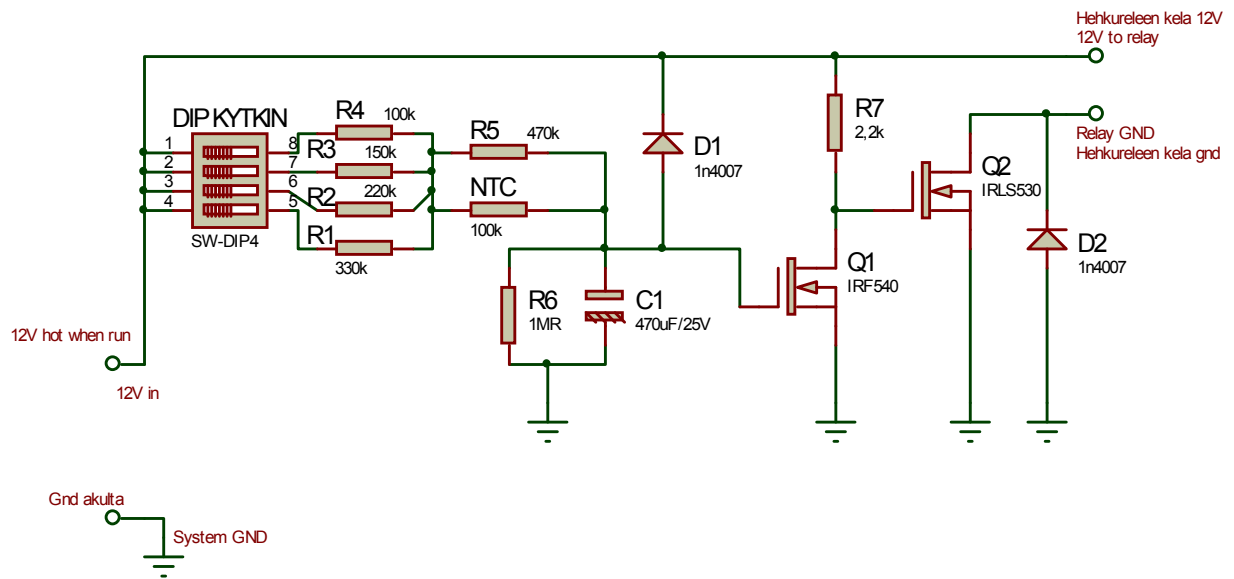 Hehkureleen kela 12V
12V to relay
DIP KYTKIN
R4
100k
R5
470k
R7
2,2k
Relay GND
Hehkureleen kela gnd
1
8
R3
150k
D1
1n4007
2
7
R2
220k
NTC
100k
Q2
IRLS530
3
6
4
5
SW-DIP4
R1
330k
D2
1n4007
Q1
IRF540
R6
1MR
C1
470uF/25V
12V hot when run
12V in
Gnd akulta
System GND